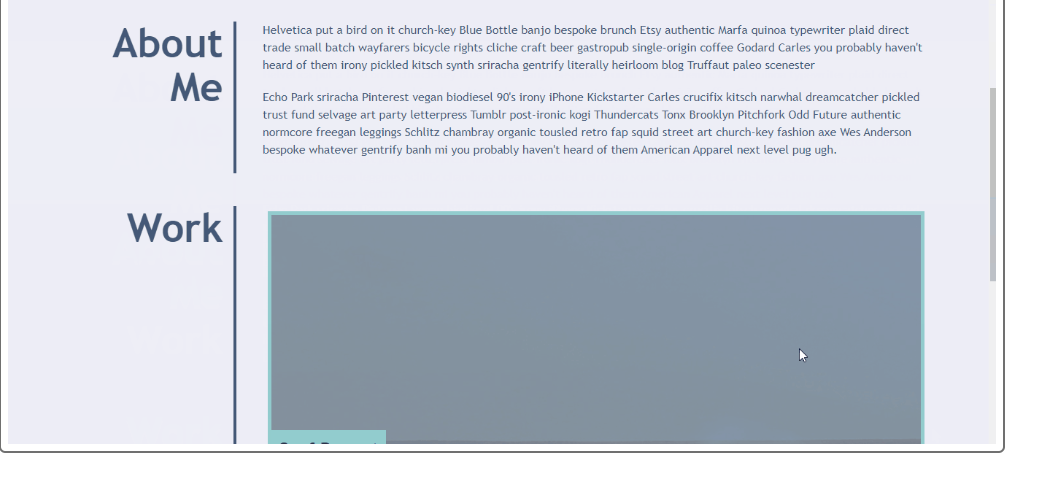 About
Me
Helvetica put a bird on it church-key Blue Bottle banjo bespoke brunch Etsy authentic Marfa quinoa typewriter plaid direct
trade small batch wayfarers bicycle rights cliche craft beer gastropub single-origin coffee Godard Carles you probably haven't
heard of them irony pickled kitsch synth sriracha gentrify literally heirloom blog Truffaut paleo scenester
Echo Park sriracha Pinterest vegan biodiesel 90's irony iPhone Kickstarter Carles crucifix kitsch narwhal dreamcatcher pickled
trust fund selvage art party letterpress Tumblr post-ironic kogi Thundercats Tonx Brooklyn Pitchfork Odd Future authentic
normcore freegan leggings Schlitz chambray organic tousled retro fap squid street art church-key fashion axe Wes Anderson
bespoke whatever gentrify banh mi you probably haven't heard of them American Apparel next level pug ugh.
Work